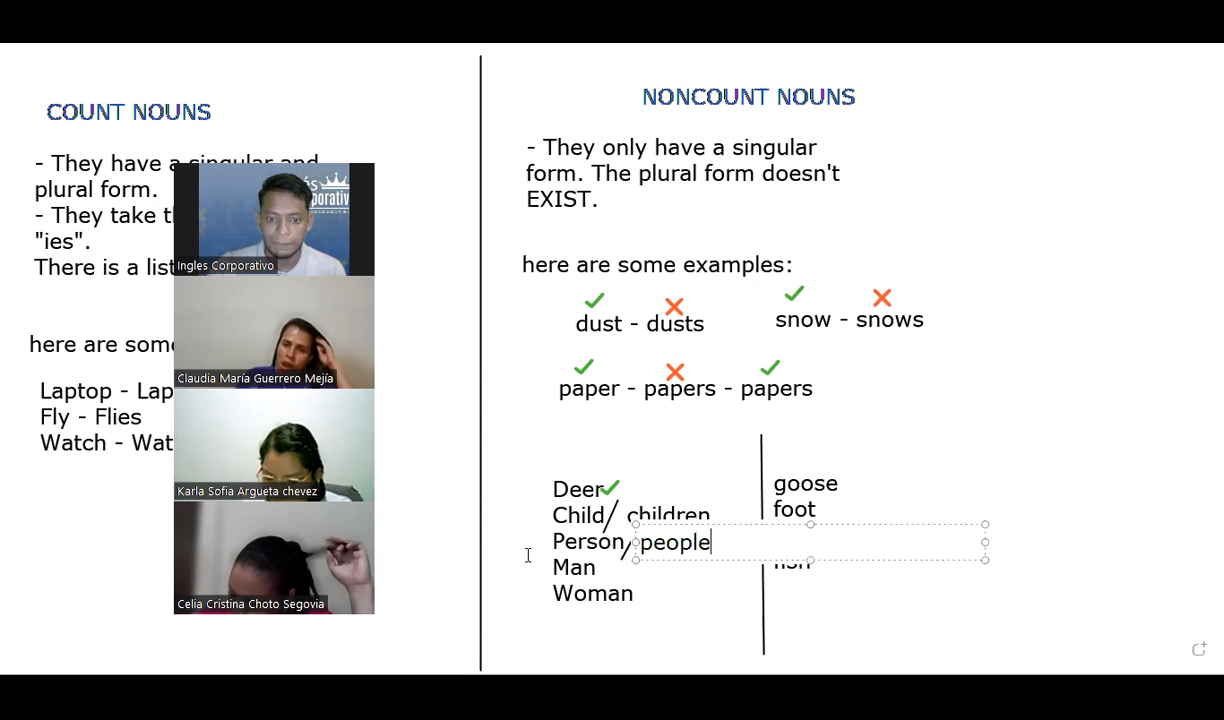 COUNT NOUNS
- They have a singular and
plural form.
- They take
"ies".
There is a list
here are some
Laptop - Lap
Fly - Flies
Watch - Wat
Ingles Corporativo
Claudia María Guerrero Mejía
Karla Sofia Argueta chevez
Celia Cristina Choto Segovia
NONCOUNT NOUNS
- They only have a singular
form. The plural form doesn't
EXIST.
here are some examples:
dust - dusts
snow - snows
paper - papers - papers
Deer
Child / children
Person / people
Man
Woman
goose
foot
fish